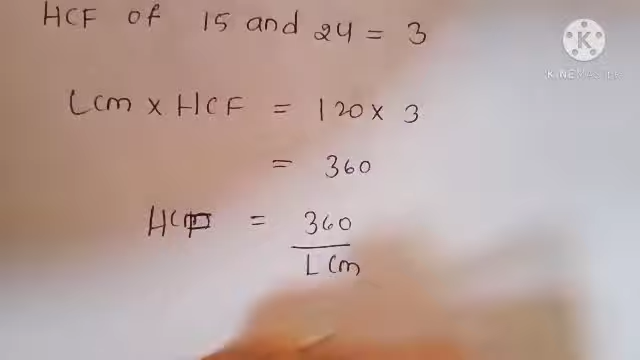 HCF of 15 and 24 = 3
K
KINEMASTER
Lcm x HCF = 120 x 3
= 360
HCF = 360
Lcm